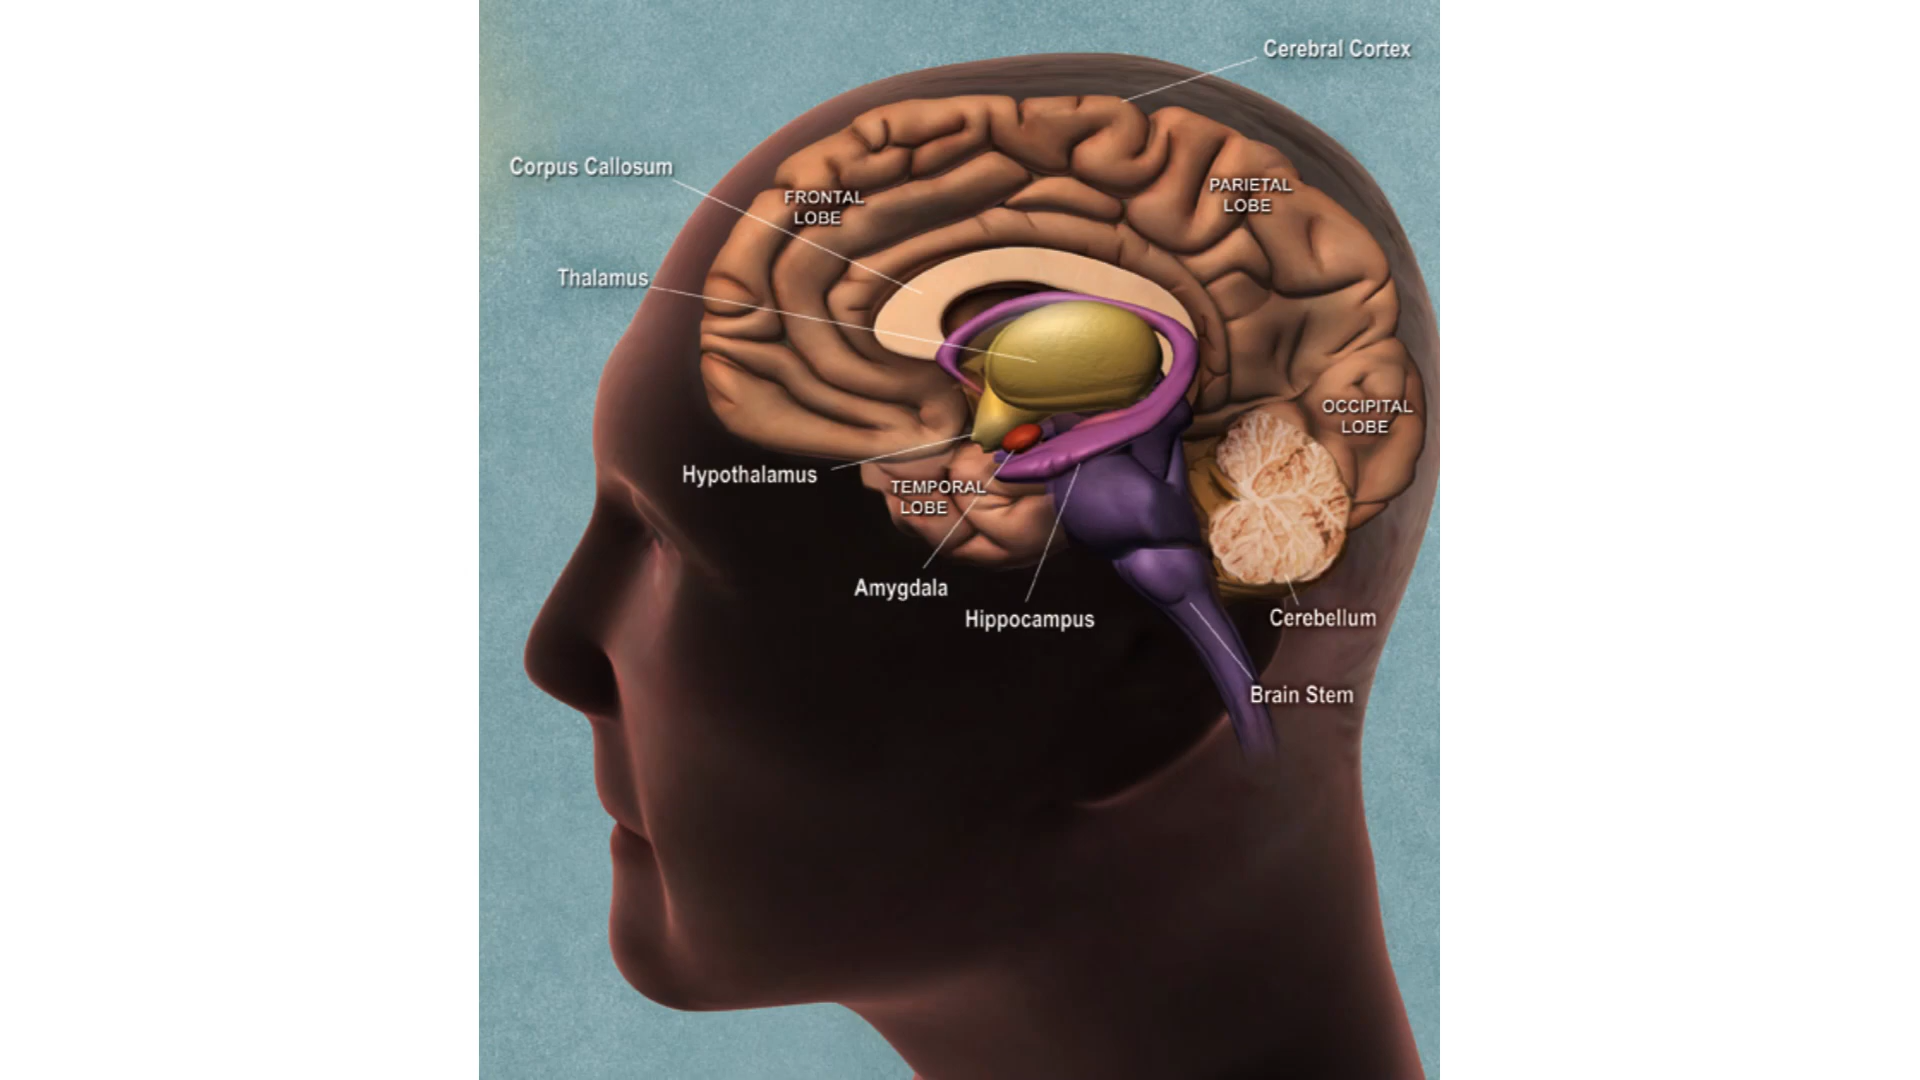 Cerebral Cortex
Corpus Callosum
FRONTAL
LOBE
PARIETAL
LOBE
Thalamus
OCCIPITAL
LOBE
Hypothalamus
TEMPORAL
LOBE
Amygdala
Hippocampus
Cerebellum
Brain Stem